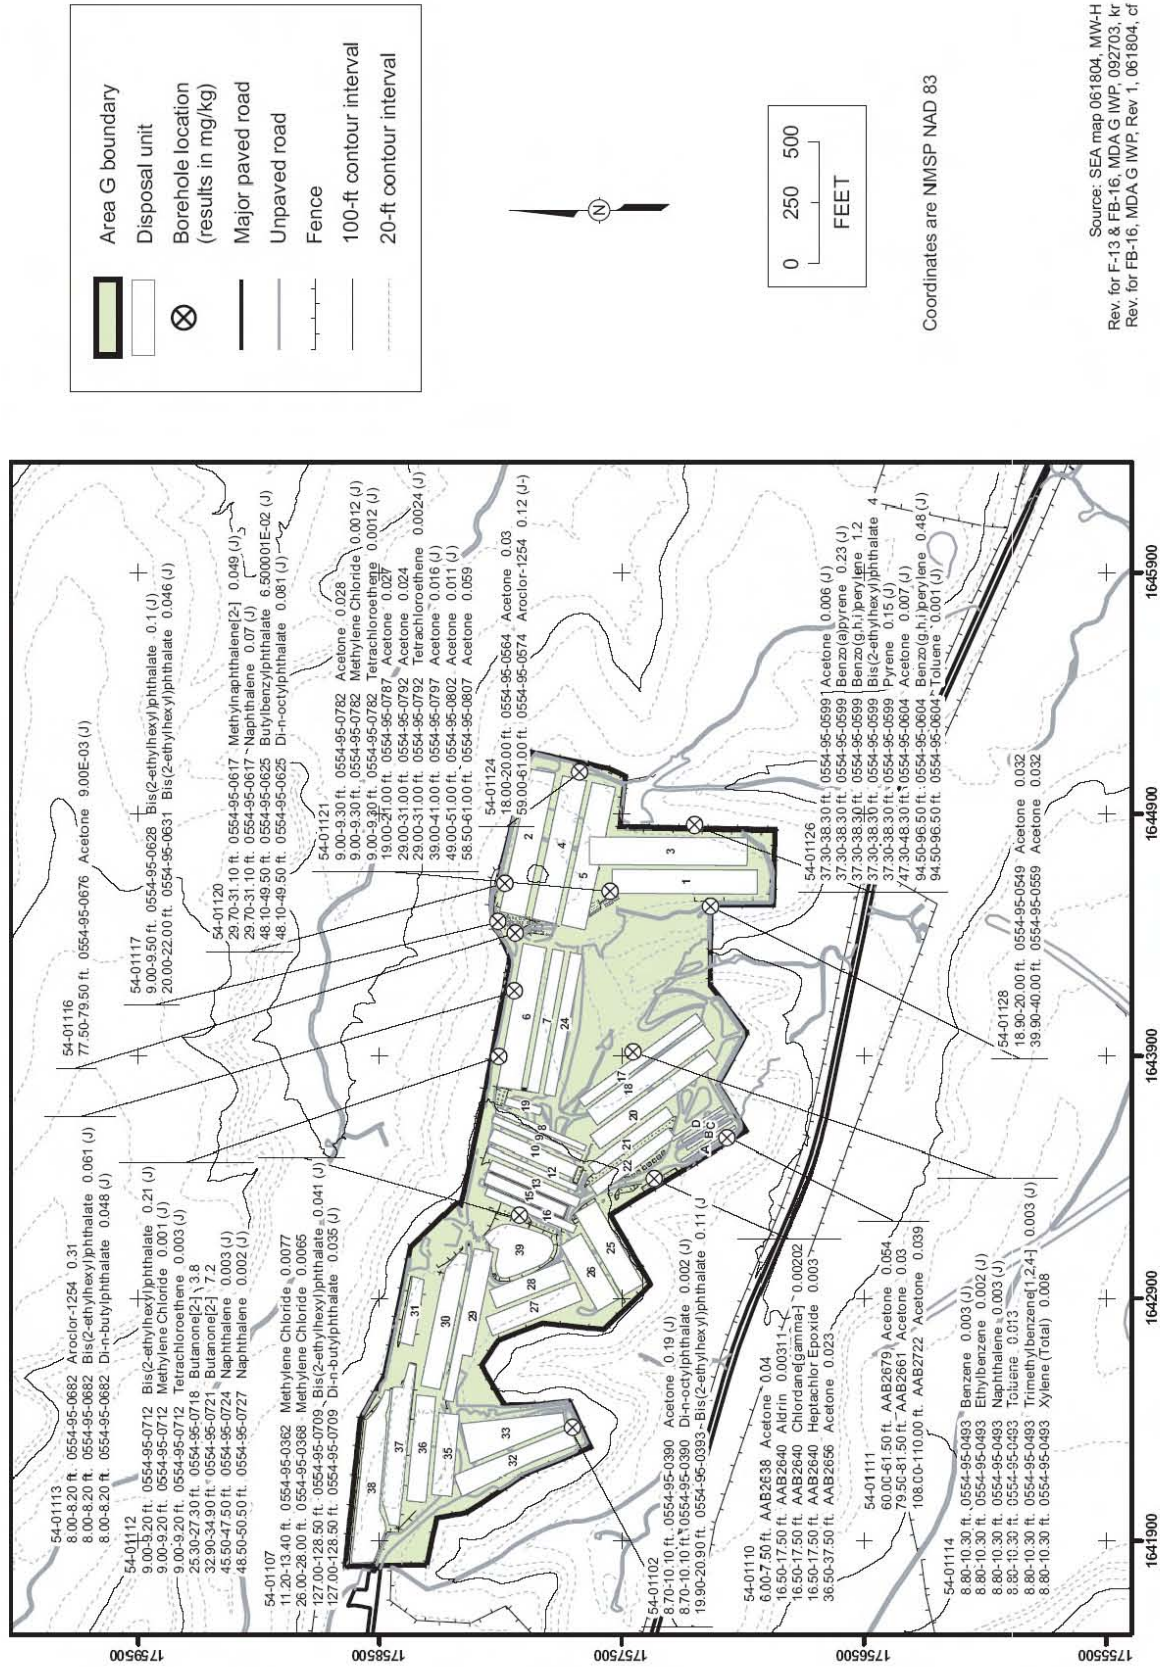 54-01116
77.50-79.50 ft. 0554-95-0676 Acetone 9.00E-03 (J)
54-01117
9.00-9.50 ft. 0554-95-0628 Bis(2-ethylhexyl)phthalate 0.1 (J)
20.00-22.00 ft. 0554-95-0631 Bis(2-ethylhexyl)phthalate 0.046 (J)
54-01120
29.70-31.10 ft. 0554-95-0617 Methylnaphthalene[2-] 0.049 (J)
29.70-31.10 ft. 0554-95-0617 Naphthalene 0.07 (J)
48.10-49.50 ft. 0554-95-0625 Butylbenzylphthalate 6.500001E-02 (J)
48.10-49.50 ft. 0554-95-0625 Di-n-octylphthalate 0.081 (J)
54-01121
9.00-9.30 ft. 0554-95-0782 Acetone 0.028
9.00-9.30 ft. 0554-95-0782 Methylene Chloride 0.0012 (J)
9.00-9.30 ft. 0554-95-0782 Tetrachloroethene 0.0012 (J)
19.00-21.00 ft. 0554-95-0787 Acetone 0.027
29.00-31.00 ft. 0554-95-0792 Acetone 0.024
29.00-31.00 ft. 0554-95-0792 Tetrachloroethene 0.0024 (J)
39.00-41.00 ft. 0554-95-0797 Acetone 0.016 (J)
49.00-51.00 ft. 0554-95-0802 Acetone 0.011 (J)
58.50-61.00 ft. 0554-95-0807 Acetone 0.059
54-01124
18.00-20.00 ft. 0554-95-0564 Acetone 0.03
59.00-61.00 ft. 0554-95-0574 Aroclor-1254 0.12 (J-)
54-01126
37.30-38.30 ft. 0554-95-0599 Acetone 0.006 (J)
37.30-38.30 ft. 0554-95-0599 Benzo(a)pyrene 0.23 (J)
37.30-38.30 ft. 0554-95-0599 Benzo(g,h,i)perylene 1.2
37.30-38.30 ft. 0554-95-0599 Bis(2-ethylhexyl)phthalate 4
37.30-38.30 ft. 0554-95-0599 Pyrene 0.15 (J)
47.30-48.30 ft. 0554-95-0604 Acetone 0.007 (J)
94.50-96.50 ft. 0554-95-0604 Benzo(g,h,i)perylene 0.48 (J)
94.50-96.50 ft. 0554-95-0604 Toluene 0.001 (J)
54-01128
18.90-20.00 ft. 0554-95-0549 Acetone 0.032
39.90-40.00 ft. 0554-95-0559 Acetone 0.032
54-01113
8.00-8.20 ft. 0554-95-0682 Aroclor-1254 0.31
8.00-8.20 ft. 0554-95-0682 Bis(2-ethylhexyl)phthalate 0.061 (J)
8.00-8.20 ft. 0554-95-0682 Di-n-butylphthalate 0.048 (J)
54-01112
9.00-9.20 ft. 0554-95-0712 Bis(2-ethylhexyl)phthalate 0.21 (J)
9.00-9.20 ft. 0554-95-0712 Methylene Chloride 0.001 (J)
9.00-9.20 ft. 0554-95-0712 Tetrachloroethene 0.003 (J)
25.30-27.30 ft. 0554-95-0718 Butanone[2-] 3.8
32.90-34.90 ft. 0554-95-0721 Butanone[2-] 7.2
45.50-47.50 ft. 0554-95-0724 Naphthalene 0.003 (J)
48.50-50.50 ft. 0554-95-0727 Naphthalene 0.002 (J)
54-01107
11.20-13.40 ft. 0554-95-0362 Methylene Chloride 0.0077
26.00-28.00 ft. 0554-95-0368 Methylene Chloride 0.0065
127.00-128.50 ft. 0554-95-0709 Bis(2-ethylhexyl)phthalate 0.041 (J)
127.00-128.50 ft. 0554-95-0709 Di-n-butylphthalate 0.035 (J)
54-01102
8.70-10.10 ft. 0554-95-0390 Acetone 0.19 (J)
8.70-10.10 ft. 0554-95-0390 Di-n-octylphthalate 0.002 (J)
19.90-20.90 ft. 0554-95-0393 Bis(2-ethylhexyl)phthalate 0.11 (J
54-01110
6.00-7.50 ft. AAB2638 Acetone 0.04
16.50-17.50 ft. AAB2640 Aldrin 0.00311
16.50-17.50 ft. AAB2640 Chlordane[gamma-] 0.00202
16.50-17.50 ft. AAB2640 Heptachlor Epoxide 0.003
36.50-37.50 ft. AAB2656 Acetone 0.023
54-01111
60.00-61.50 ft. AAB2679 Acetone 0.054
79.50-81.50 ft. AAB2661 Acetone 0.03
108.00-110.00 ft. AAB2722 Acetone 0.039
54-01114
8.80-10.30 ft. 0554-95-0493 Benzene 0.003 (J)
8.80-10.30 ft. 0554-95-0493 Ethylbenzene 0.002 (J)
8.80-10.30 ft. 0554-95-0493 Naphthalene 0.003 (J)
8.80-10.30 ft. 0554-95-0493 Toluene 0.013
8.80-10.30 ft. 0554-95-0493 Trimethylbenzene[1,2,4-] 0.003 (J)
8.80-10.30 ft. 0554-95-0493 Xylene (Total) 0.008
38
37
36
35
33
32
31
30
29
28
27
39
26
25
15
13
16
12
10
9
8
19
22
21
20
18
17
A
B
C
D
6
7
24
2
4
5
3
1
1759500
1758500
1757500
1756500
1755500
1641900
1642900
1643900
1644900
1645900
Area G boundary
Disposal unit
Borehole location
(results in mg/kg)
Major paved road
Unpaved road
Fence
100-ft contour interval
20-ft contour interval
N
0 250 500
FEET
Coordinates are NMSP NAD 83
Source: SEA map 061804, MW-H
Rev. for F-13 & FB-16, MDA G IWP, 092703, kr
Rev. for FB-16, MDA G IWP, Rev 1, 061804, cf